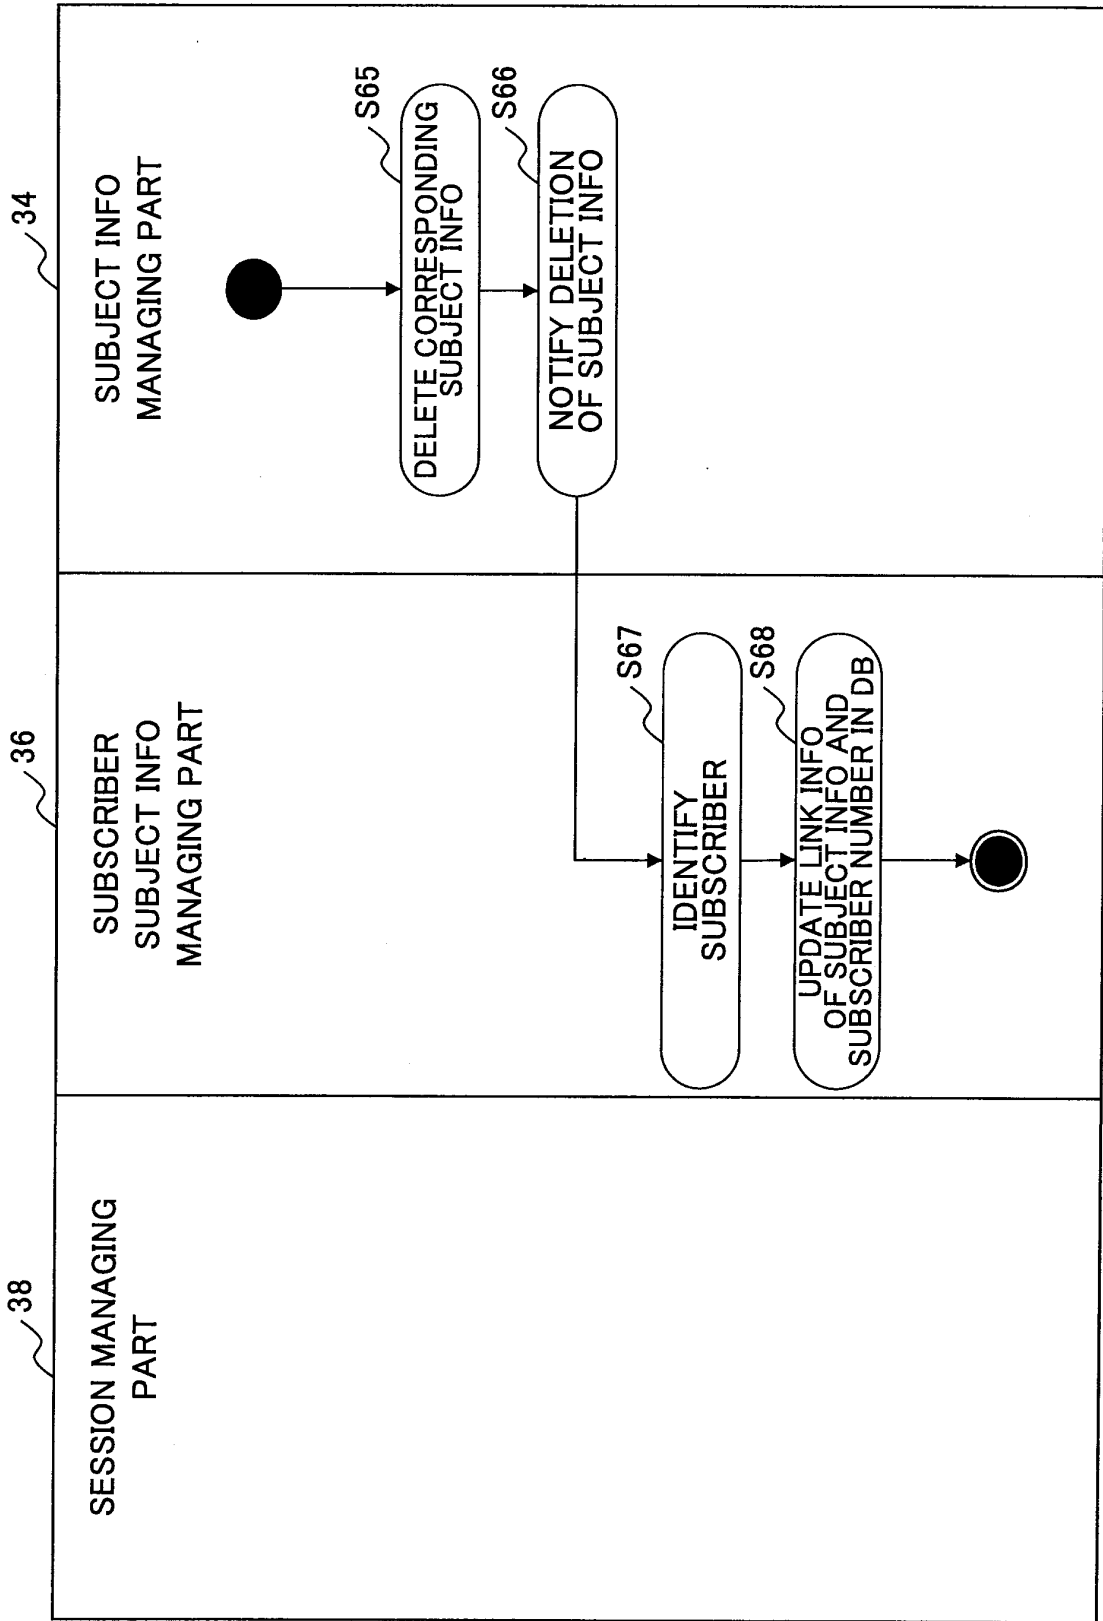 38
SESSION MANAGING
PART
36
SUBSCRIBER
SUBJECT INFO
MANAGING PART
34
SUBJECT INFO
MANAGING PART
S65
DELETE CORRESPONDING
SUBJECT INFO
S66
NOTIFY DELETION
OF SUBJECT INFO
S67
IDENTIFY
SUBSCRIBER
S68
UPDATE LINK INFO
OF SUBJECT INFO AND
SUBSCRIBER NUMBER IN DB